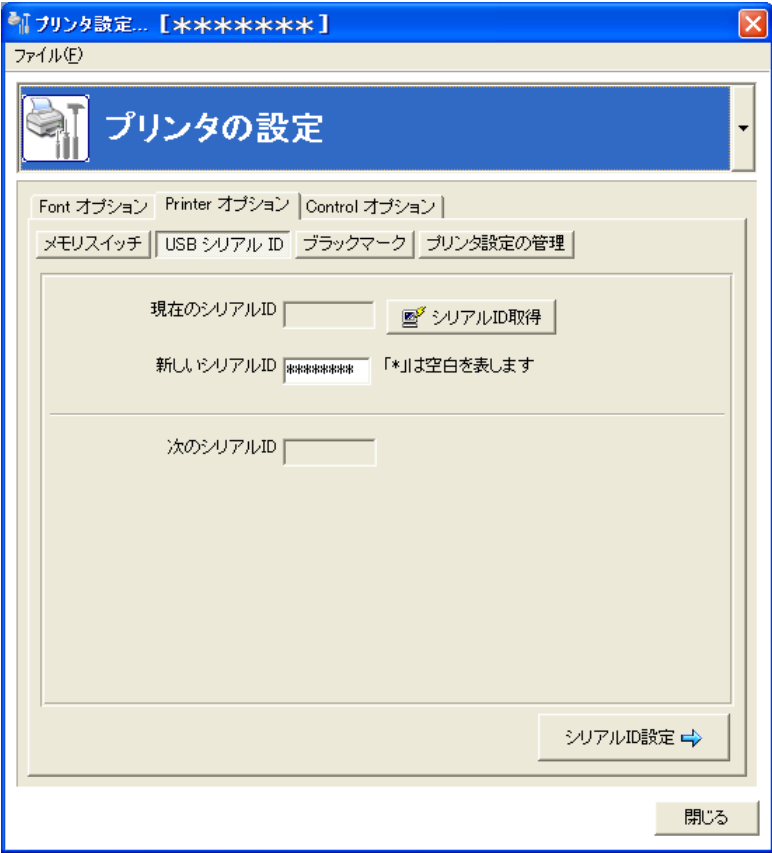 プリンタ設定... [*******]
ファイル(F)
プリンタの設定
Font オプション Printer オプション Control オプション
メモリスイッチ USB シリアル ID ブラックマーク プリンタ設定の管理
現在のシリアルID シリアルID取得
新しいシリアルID ******** 「*」は空白を表します
次のシリアルID
シリアルID設定
閉じる